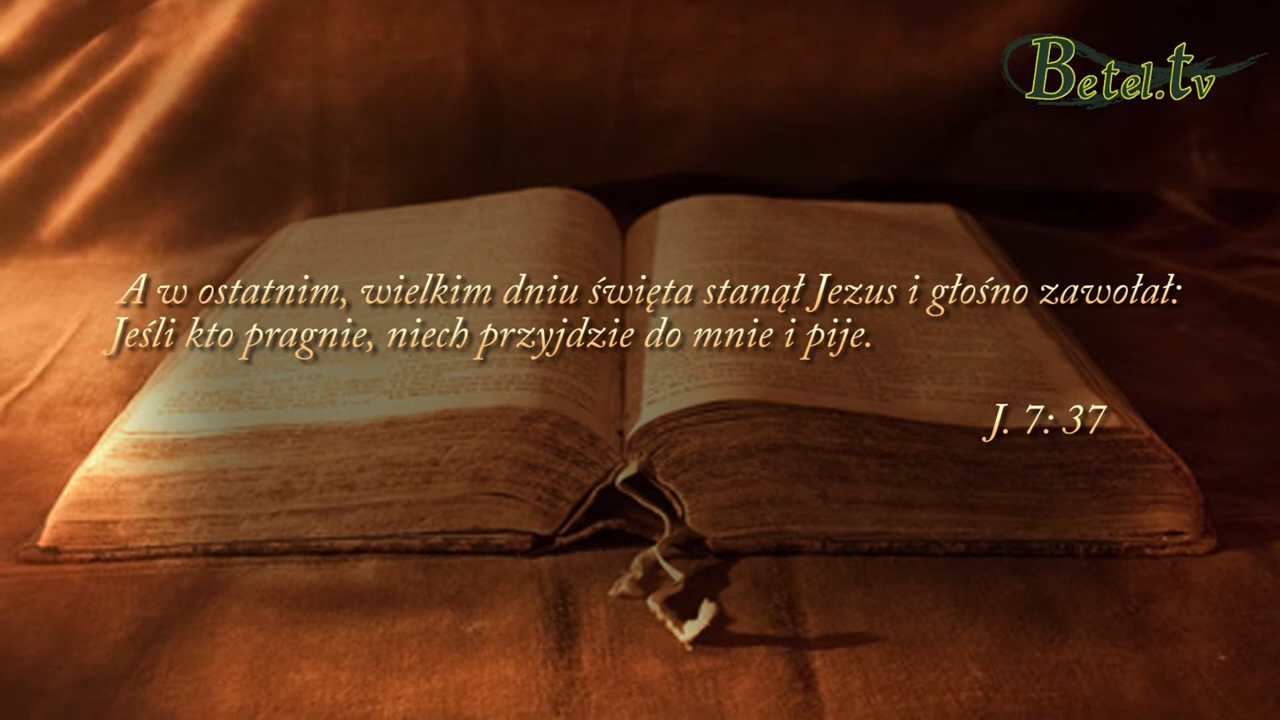 Betel.tv
A w ostatnim, wielkim dniu święta stanął Jezus i głośno zawołał:
Jeśli kto pragnie, niech przyjdzie do mnie i pije.
J. 7: 37